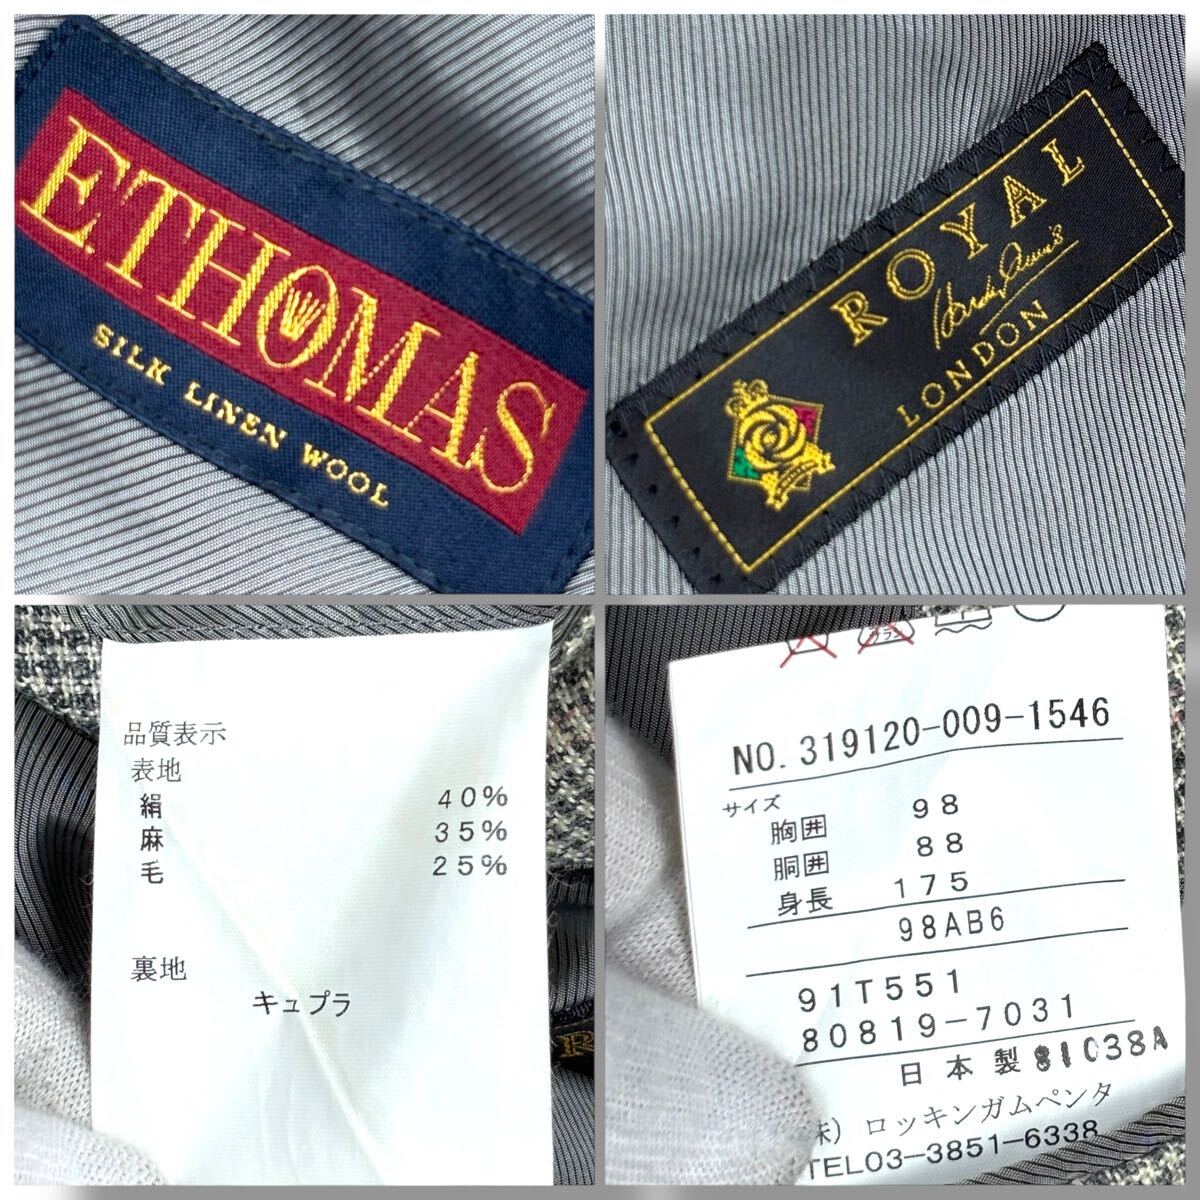 ETHOMAS
SILK LINEN WOOL
ROYAL
LONDON
品質表示
表地
絹 40%
麻 35%
毛 25%
裏地
キュプラ
ドライ
NO. 319120-009-1546
サイズ
胸囲 98
胴囲 88
身長 175
98AB6
91T551
80819-7031
日本製 81038A
ロッキンガムペンタ
TEL03-3851-6338